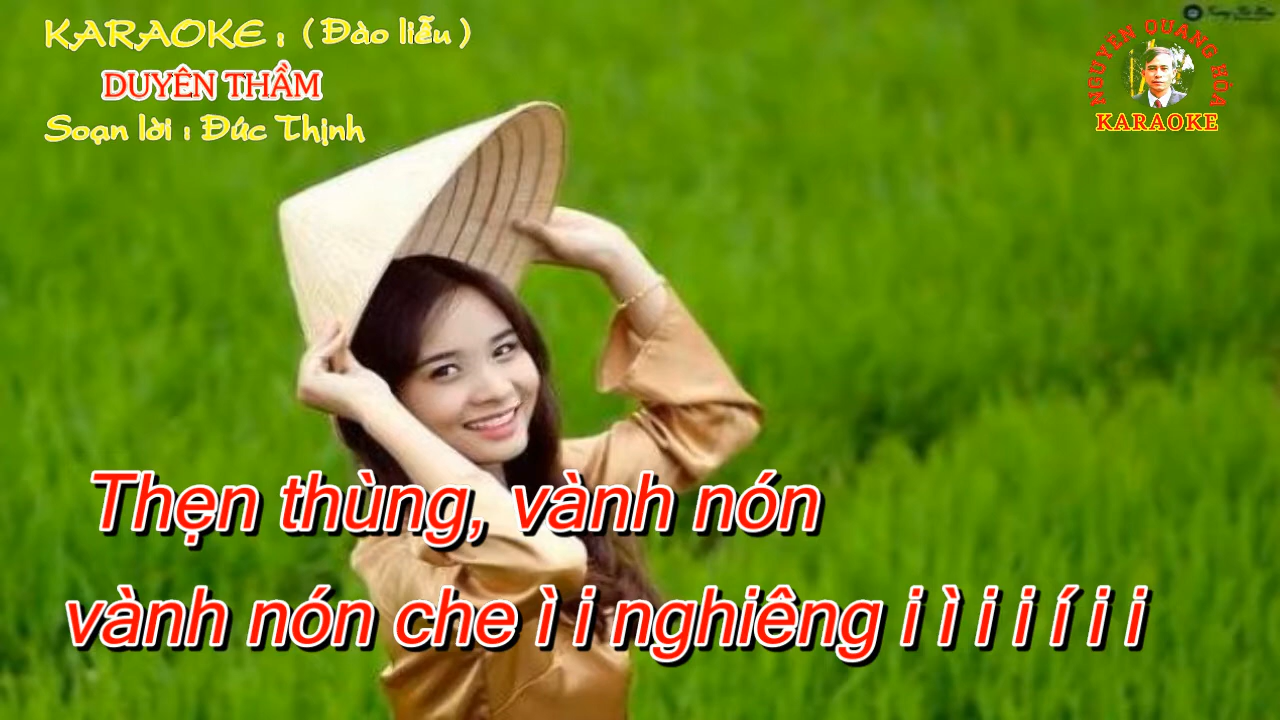 KARAOKE : ( Đào liễu )
DUYÊN THẦM
Soạn lời : Đức Thịnh
NGUYỄN QUANG HÒA
KARAOKE
Thẹn thùng, vành nón
vành nón che ì i nghiêng i ì i i í i i